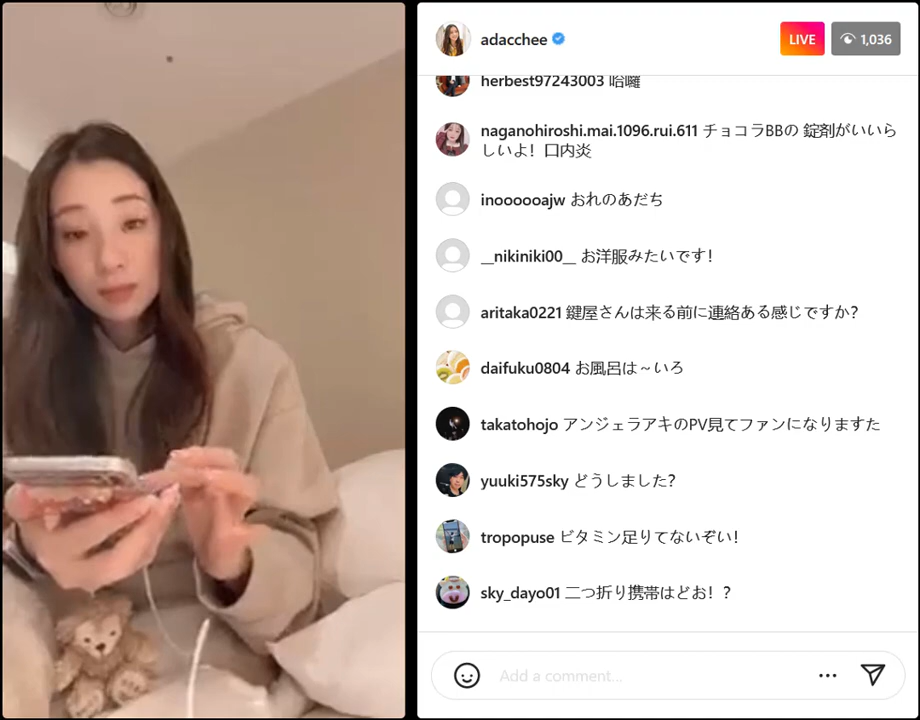 adacchee
LIVE
1,036
herbest97243003 哈囉
naganohiroshi.mai.1096.rui.611 チョコラBBの 錠剤がいいら
しいよ！口内炎
inoooooajw おれのあだち
__nikiniki00__ お洋服みたいです！
aritaka0221 鍵屋さんは来る前に連絡ある感じですか？
daifuku0804 お風呂は～いろ
takatohojo アンジェラアキのPV見てファンになりますた
yuuki575sky どうしました？
tropopuse ビタミン足りてないぞい！
sky_dayo01 二つ折り携帯はどお！？
Add a comment...